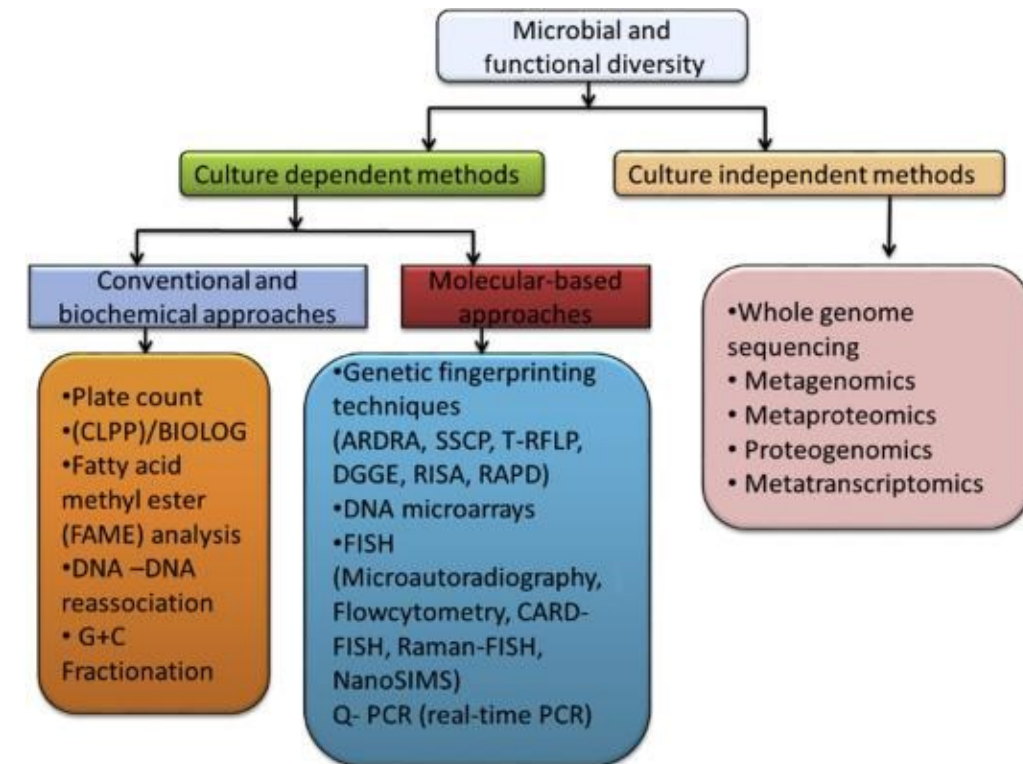 Microbial and
functional diversity
Culture dependent methods
Culture independent methods
Conventional and
biochemical approaches
Molecular-based
approaches
•Plate count
•(CLPP)/BIOLOG
•Fatty acid
methyl ester
(FAME) analysis
•DNA –DNA
reassociation
• G+C
Fractionation
•Genetic fingerprinting
techniques
(ARDRA, SSCP, T-RFLP,
DGGE, RISA, RAPD)
•DNA microarrays
•FISH
(Microautoradiography,
Flowcytometry, CARD-
FISH, Raman-FISH,
NanoSIMS)
Q- PCR (real-time PCR)
•Whole genome
sequencing
• Metagenomics
• Metaproteomics
• Proteogenomics
• Metatranscriptomics